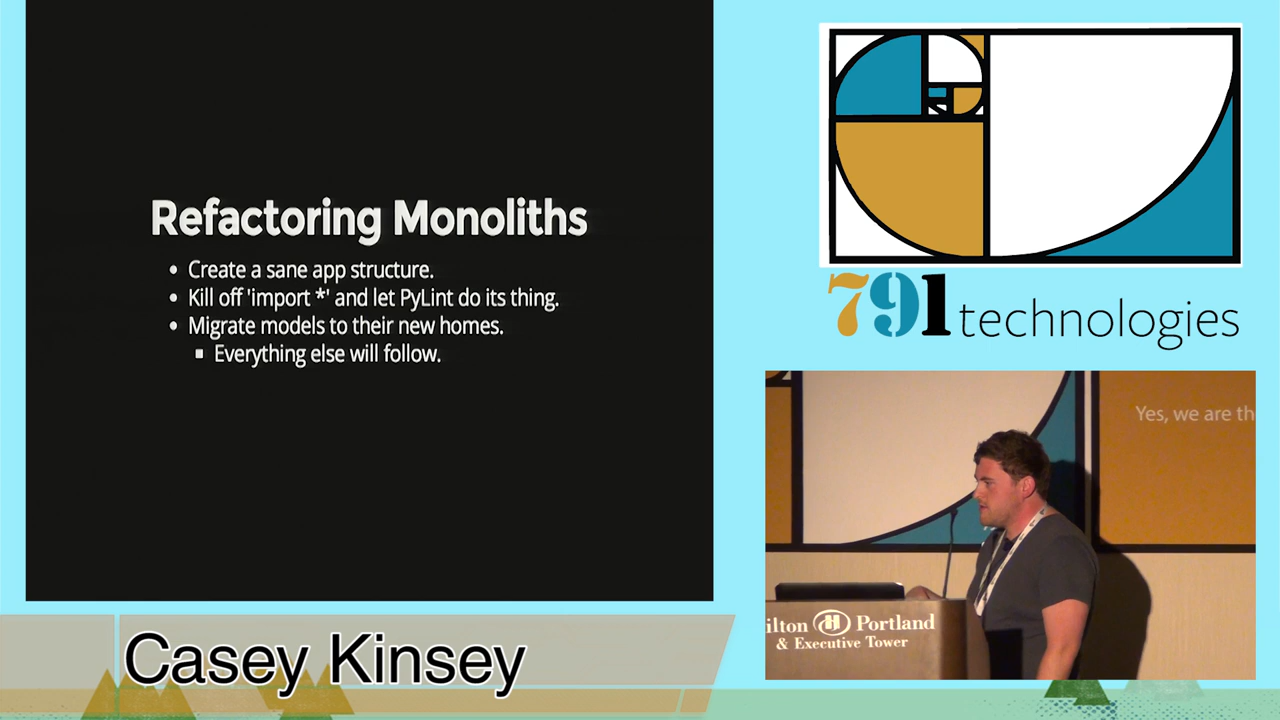 Refactoring Monoliths
• Create a sane app structure.
• Kill off 'import *' and let PyLint do its thing.
• Migrate models to their new homes.
▪ Everything else will follow.
791 technologies
Yes, we are th
ilton Portland
& Executive Tower
Casey Kinsey